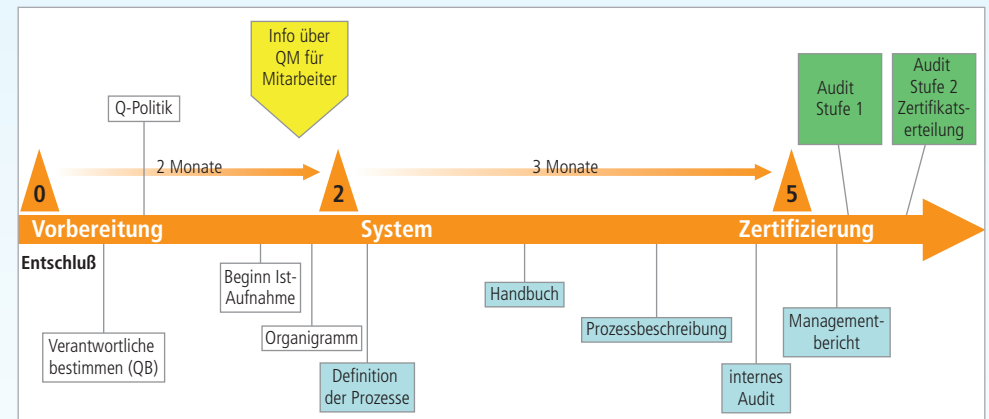 Info über
QM für
Mitarbeiter
Audit
Stufe 1
Audit
Stufe 2
Zertifikats-
erteilung
Q-Politik
2 Monate
3 Monate
0
2
5
Vorbereitung
System
Zertifizierung
Entschluß
Beginn Ist-
Aufnahme
Handbuch
Organigramm
Prozessbeschreibung
Management-
bericht
Verantwortliche
bestimmen (QB)
Definition
der Prozesse
internes
Audit